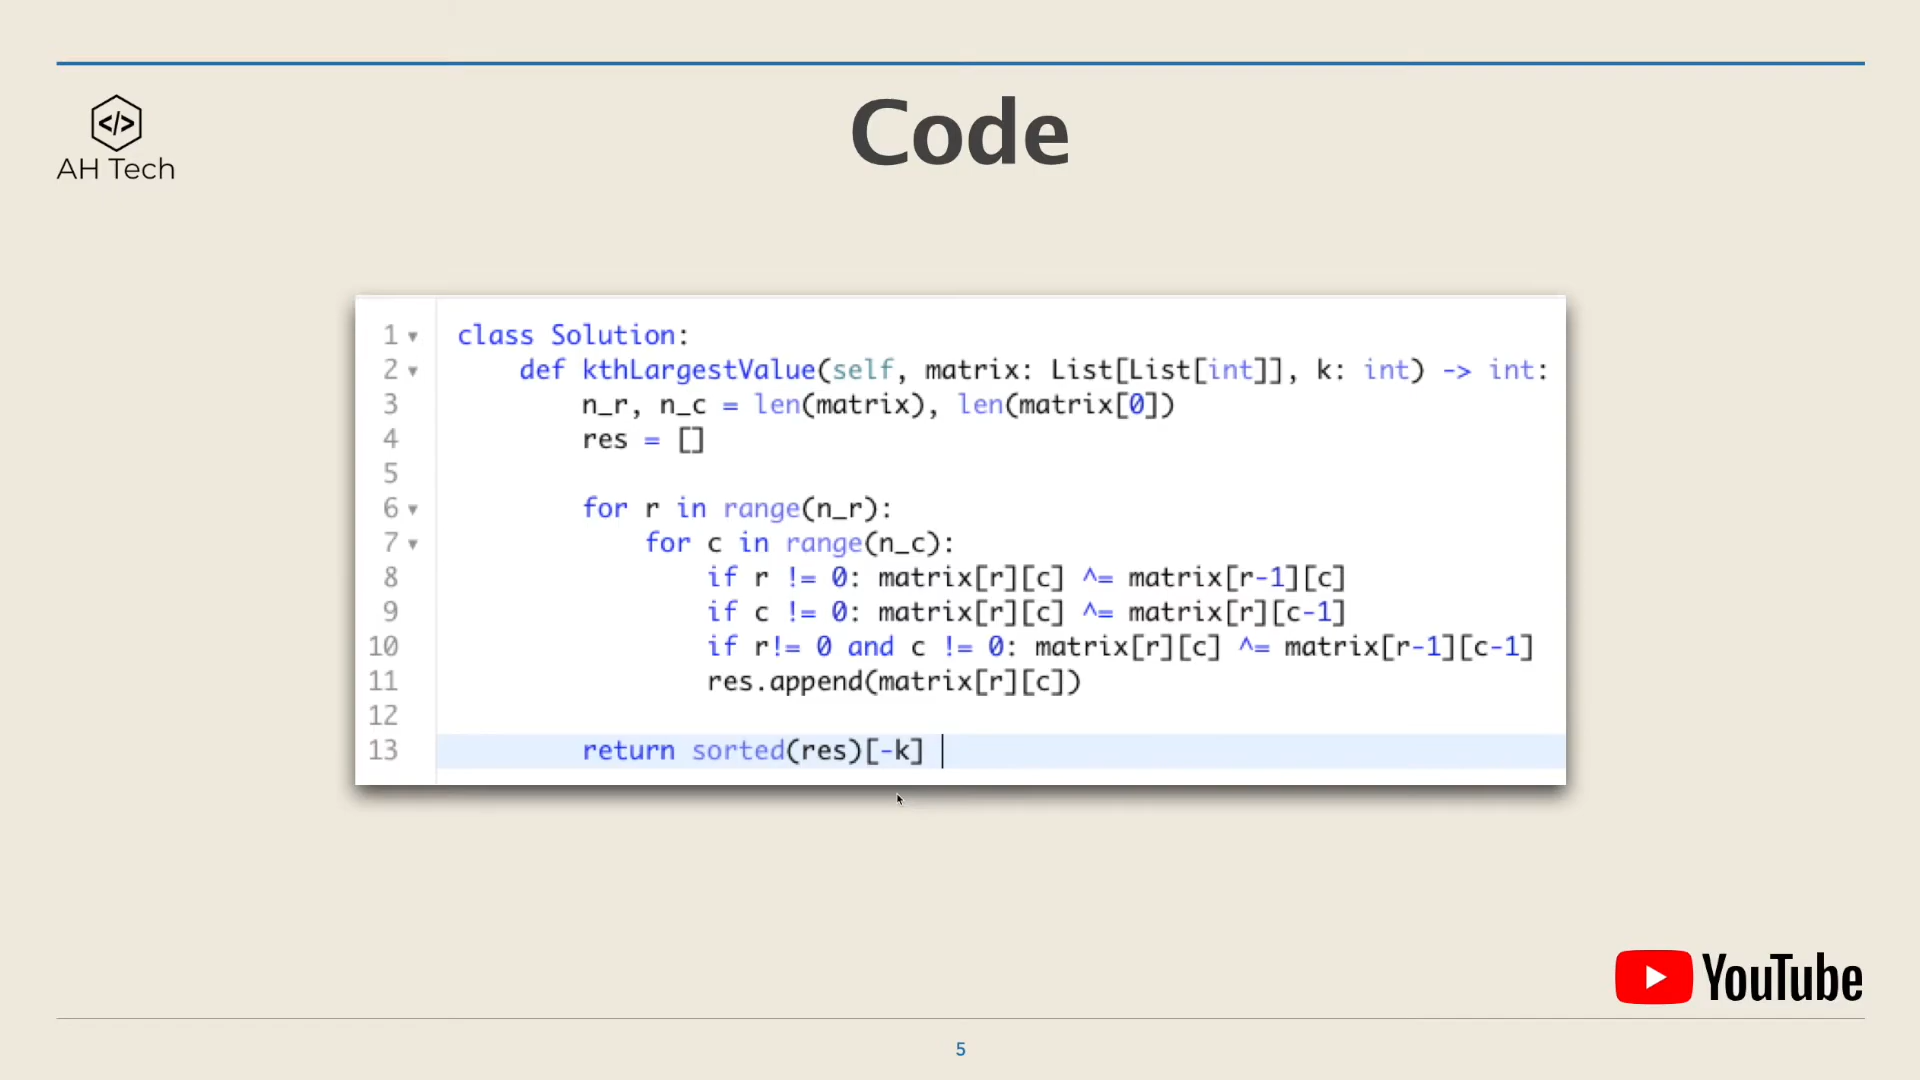 Code
</>
AH Tech
1 class Solution:
2 def kthLargestValue(self, matrix: List[List[int]], k: int) -> int:
3 n_r, n_c = len(matrix), len(matrix[0])
4 res = []
5
6 for r in range(n_r):
7 for c in range(n_c):
8 if r != 0: matrix[r][c] ^= matrix[r-1][c]
9 if c != 0: matrix[r][c] ^= matrix[r][c-1]
10 if r!= 0 and c != 0: matrix[r][c] ^= matrix[r-1][c-1]
11 res.append(matrix[r][c])
12
13 return sorted(res)[-k]
YouTube
5